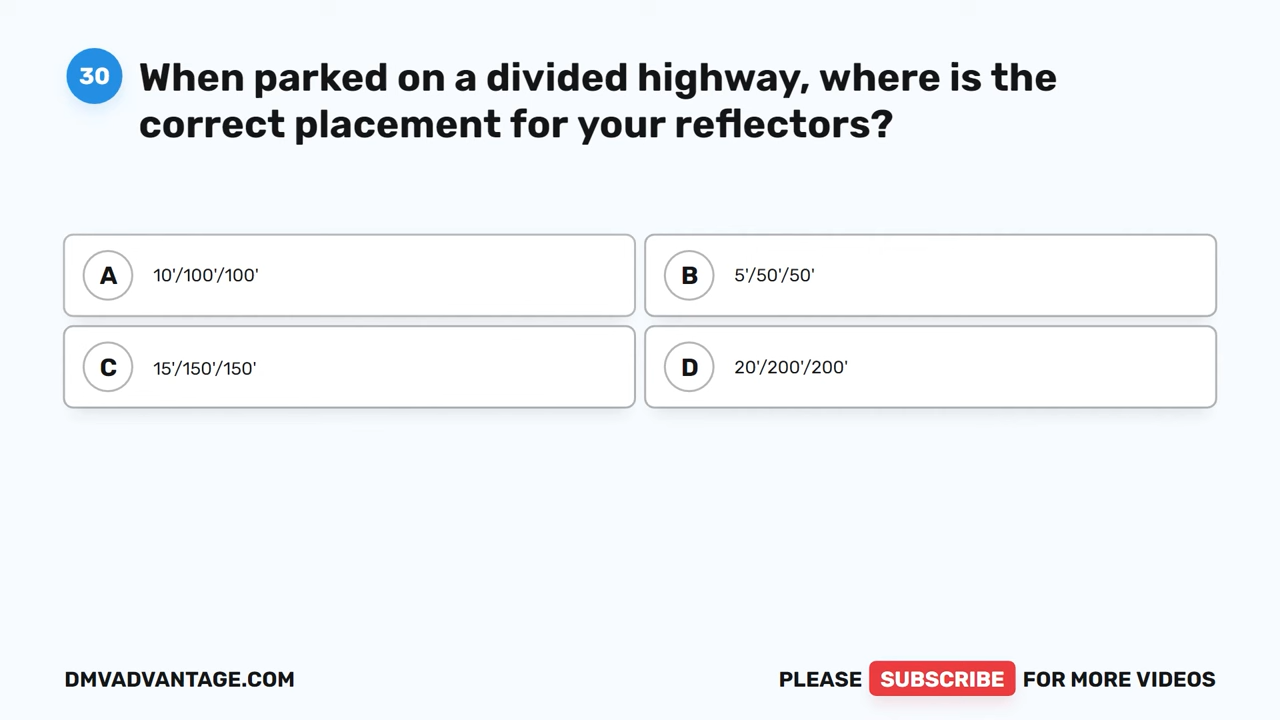 30
When parked on a divided highway, where is the
correct placement for your reflectors?
A
10'/100'/100'
B
5'/50'/50'
C
15'/150'/150'
D
20'/200'/200'
DMVADVANTAGE.COM
PLEASE SUBSCRIBE FOR MORE VIDEOS